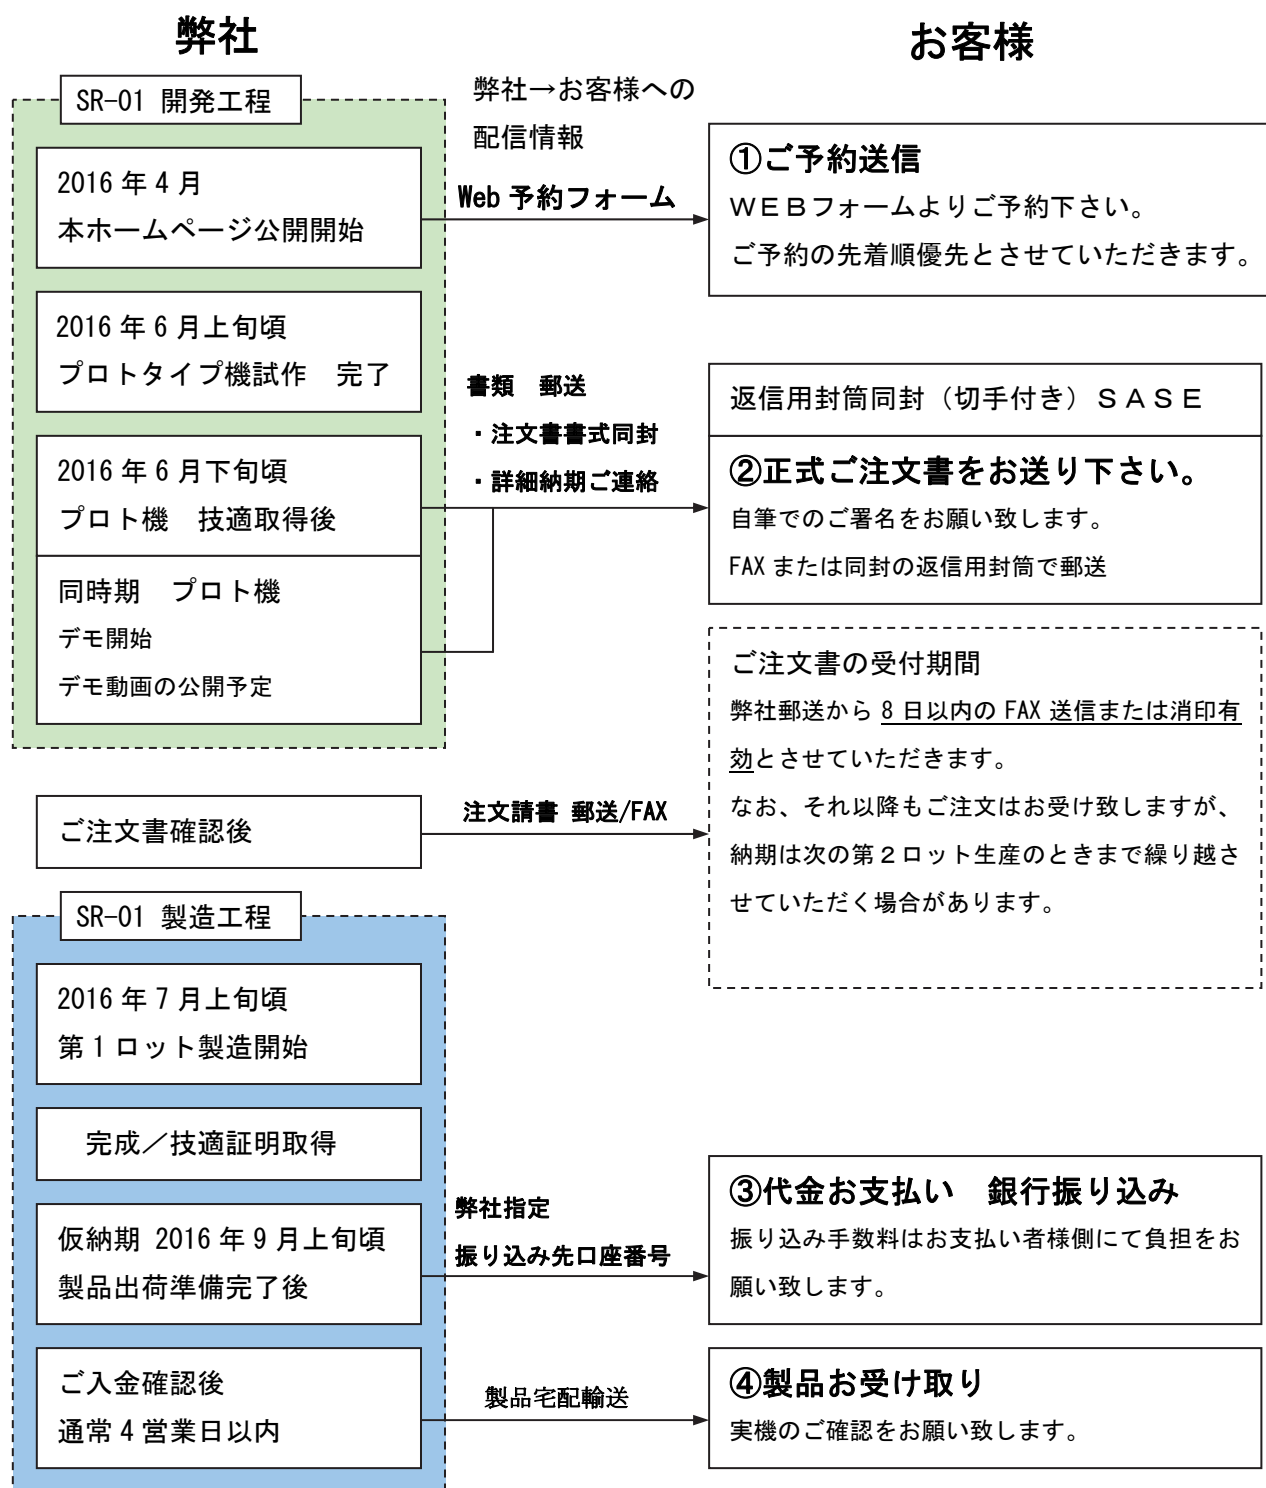 弊社
お客様
SR-01 開発工程
弊社→お客様への
配信情報
2016 年 4 月
本ホームページ公開開始
Web 予約フォーム
①ご予約送信
ＷＥＢフォームよりご予約下さい。
ご予約の先着順優先とさせていただきます。
2016 年 6 月上旬頃
プロトタイプ機試作　完了
書類　郵送
・注文書書式同封
・詳細納期ご連絡
返信用封筒同封（切手付き）ＳＡＳＥ
2016 年 6 月下旬頃
プロト機　技適取得後
②正式ご注文書をお送り下さい。
自筆でのご署名をお願い致します。
FAX または同封の返信用封筒で郵送
同時期　プロト機
デモ開始
デモ動画の公開予定
ご注文書の受付期間
弊社郵送から 8 日以内の FAX 送信または消印有
効とさせていただきます。
なお、それ以降もご注文はお受け致しますが、
納期は次の第２ロット生産のときまで繰り越さ
せていただく場合があります。
ご注文書確認後
注文請書 郵送/FAX
SR-01 製造工程
2016 年 7 月上旬頃
第 1 ロット製造開始
完成／技適証明取得
仮納期 2016 年 9 月上旬頃
製品出荷準備完了後
弊社指定
振り込み先口座番号
③代金お支払い　銀行振り込み
振り込み手数料はお支払い者様側にて負担をお
願い致します。
ご入金確認後
通常 4 営業日以内
製品宅配輸送
④製品お受け取り
実機のご確認をお願い致します。